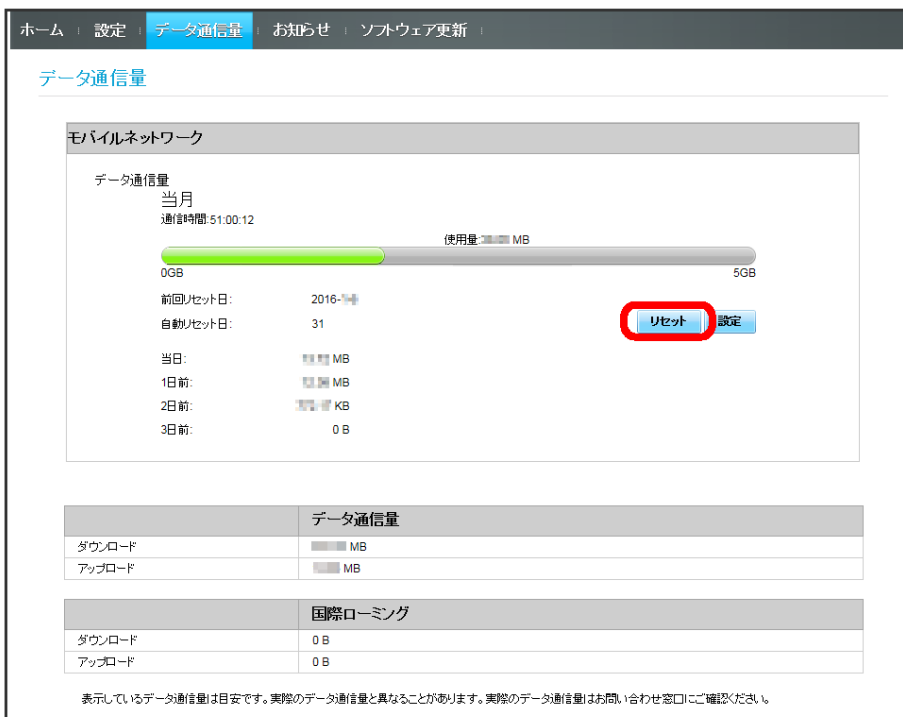 ホーム 設定 データ通信量 お知らせ ソフトウェア更新
データ通信量
モバイルネットワーク
データ通信量
当月
通信時間:51:00:12
使用量: MB
0GB 5GB
前回リセット日: 2016-
自動リセット日: 31
リセット 設定
当日: MB
1日前: MB
2日前: KB
3日前: 0 B
データ通信量
ダウンロード MB
アップロード MB
国際ローミング
ダウンロード 0 B
アップロード 0 B
表示しているデータ通信量は目安です。実際のデータ通信量と異なることがあります。実際のデータ通信量はお問い合わせ窓口にご確認ください。